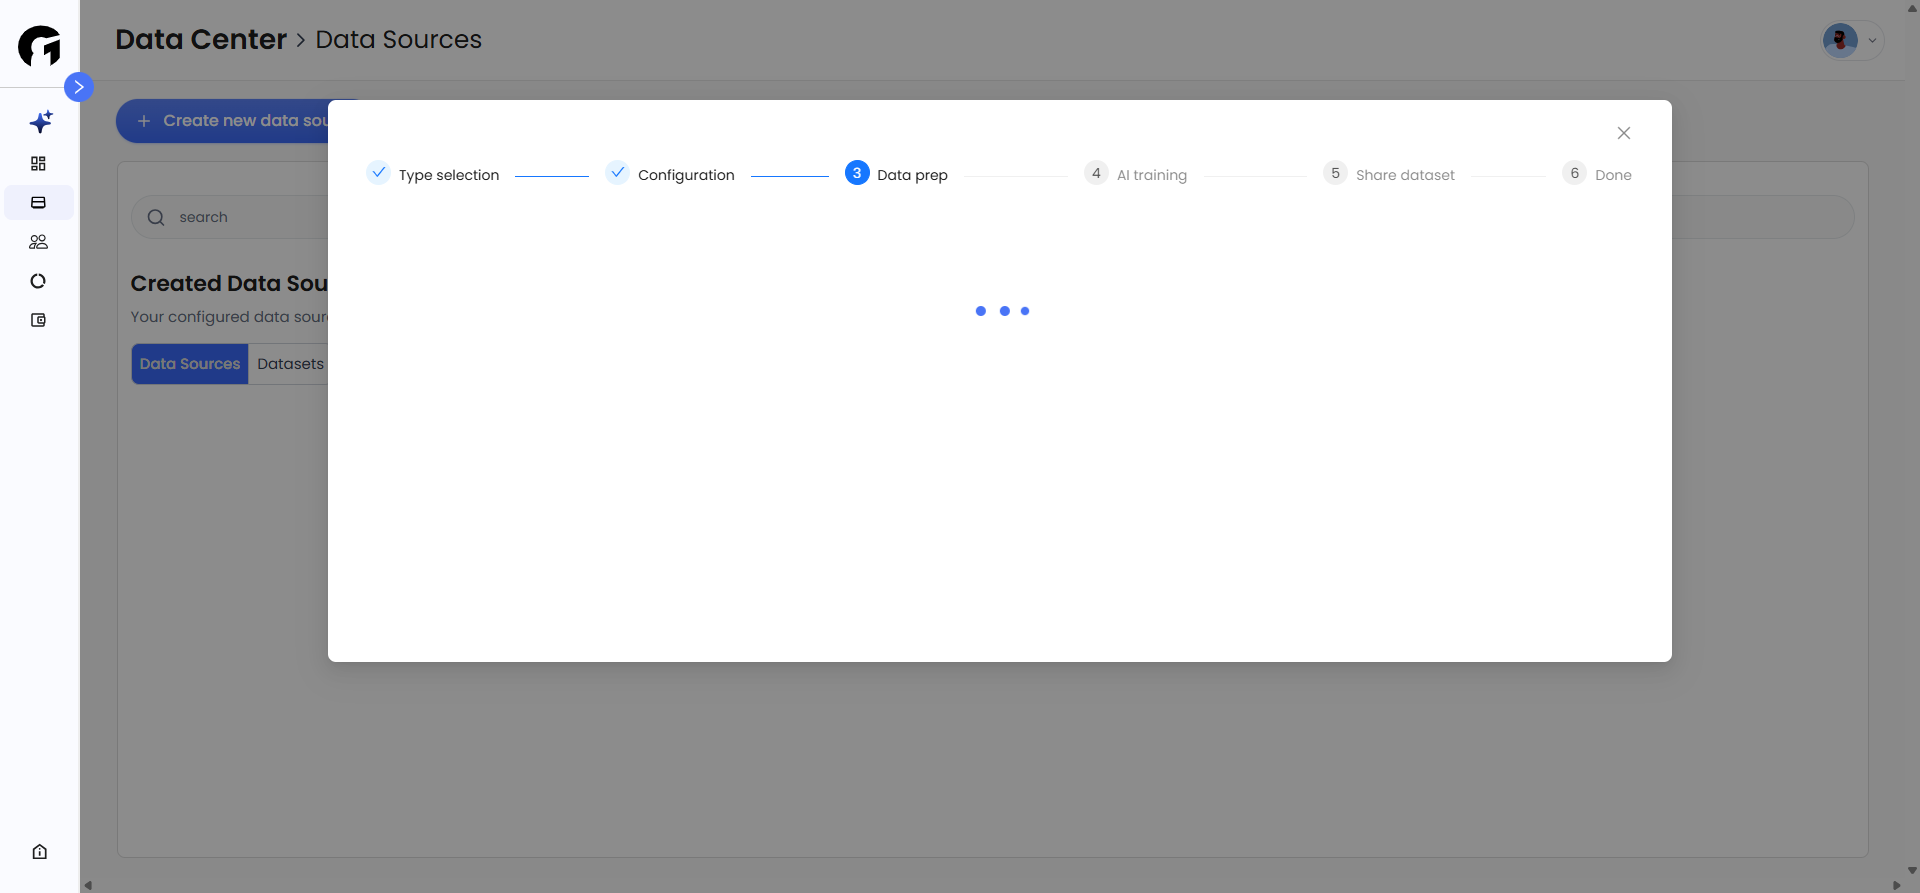 Data Center > Data Sources
+ Create new data sou
Type selection
Configuration
3 Data prep
4 AI training
5 Share dataset
6 Done
search
Created Data Sou
Your configured data sour
Data Sources
Datasets